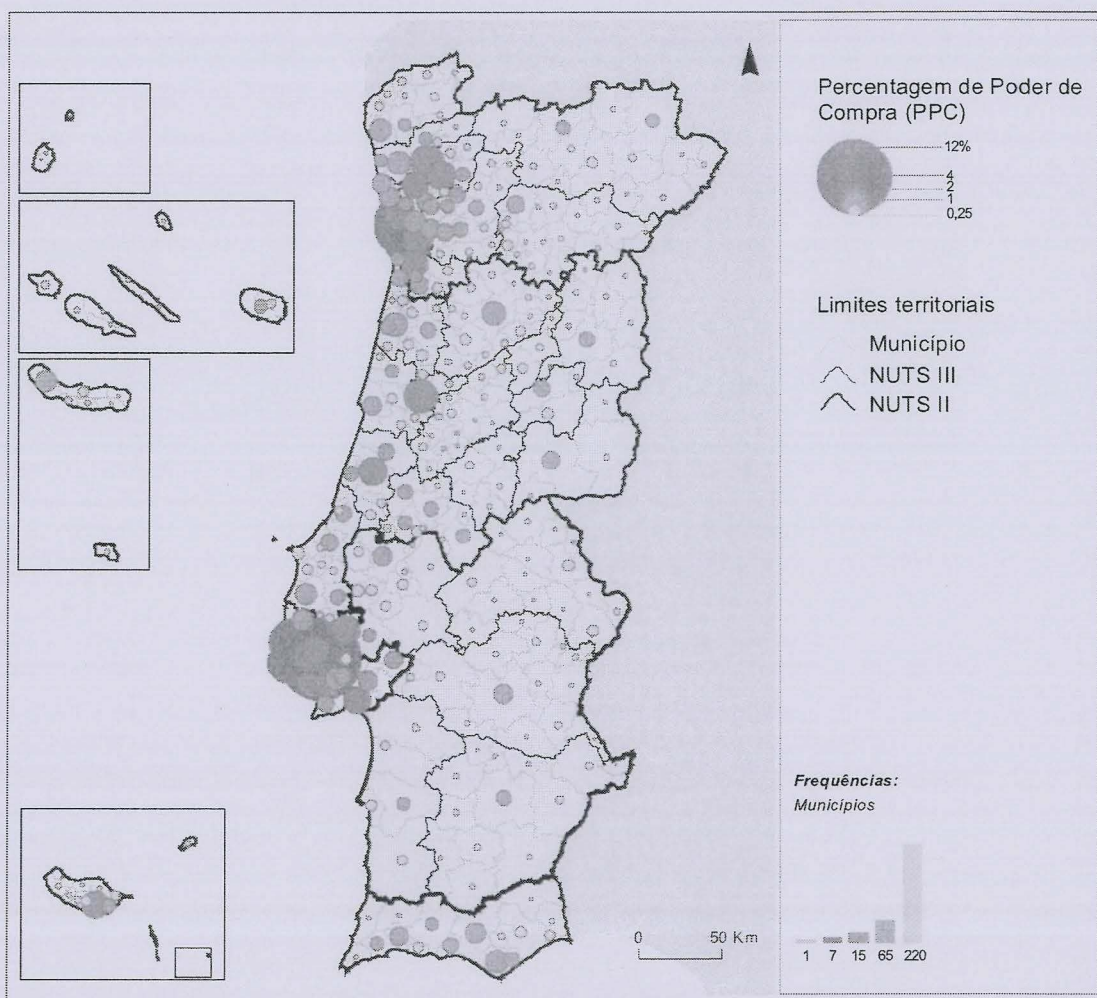 Percentagem de Poder de
Compra (PPC)
12%
4
2
1
0,25
Limites territoriais
Município
NUTS III
NUTS II
Frequências:
Municípios
1 7 15 65 220
0 50 Km